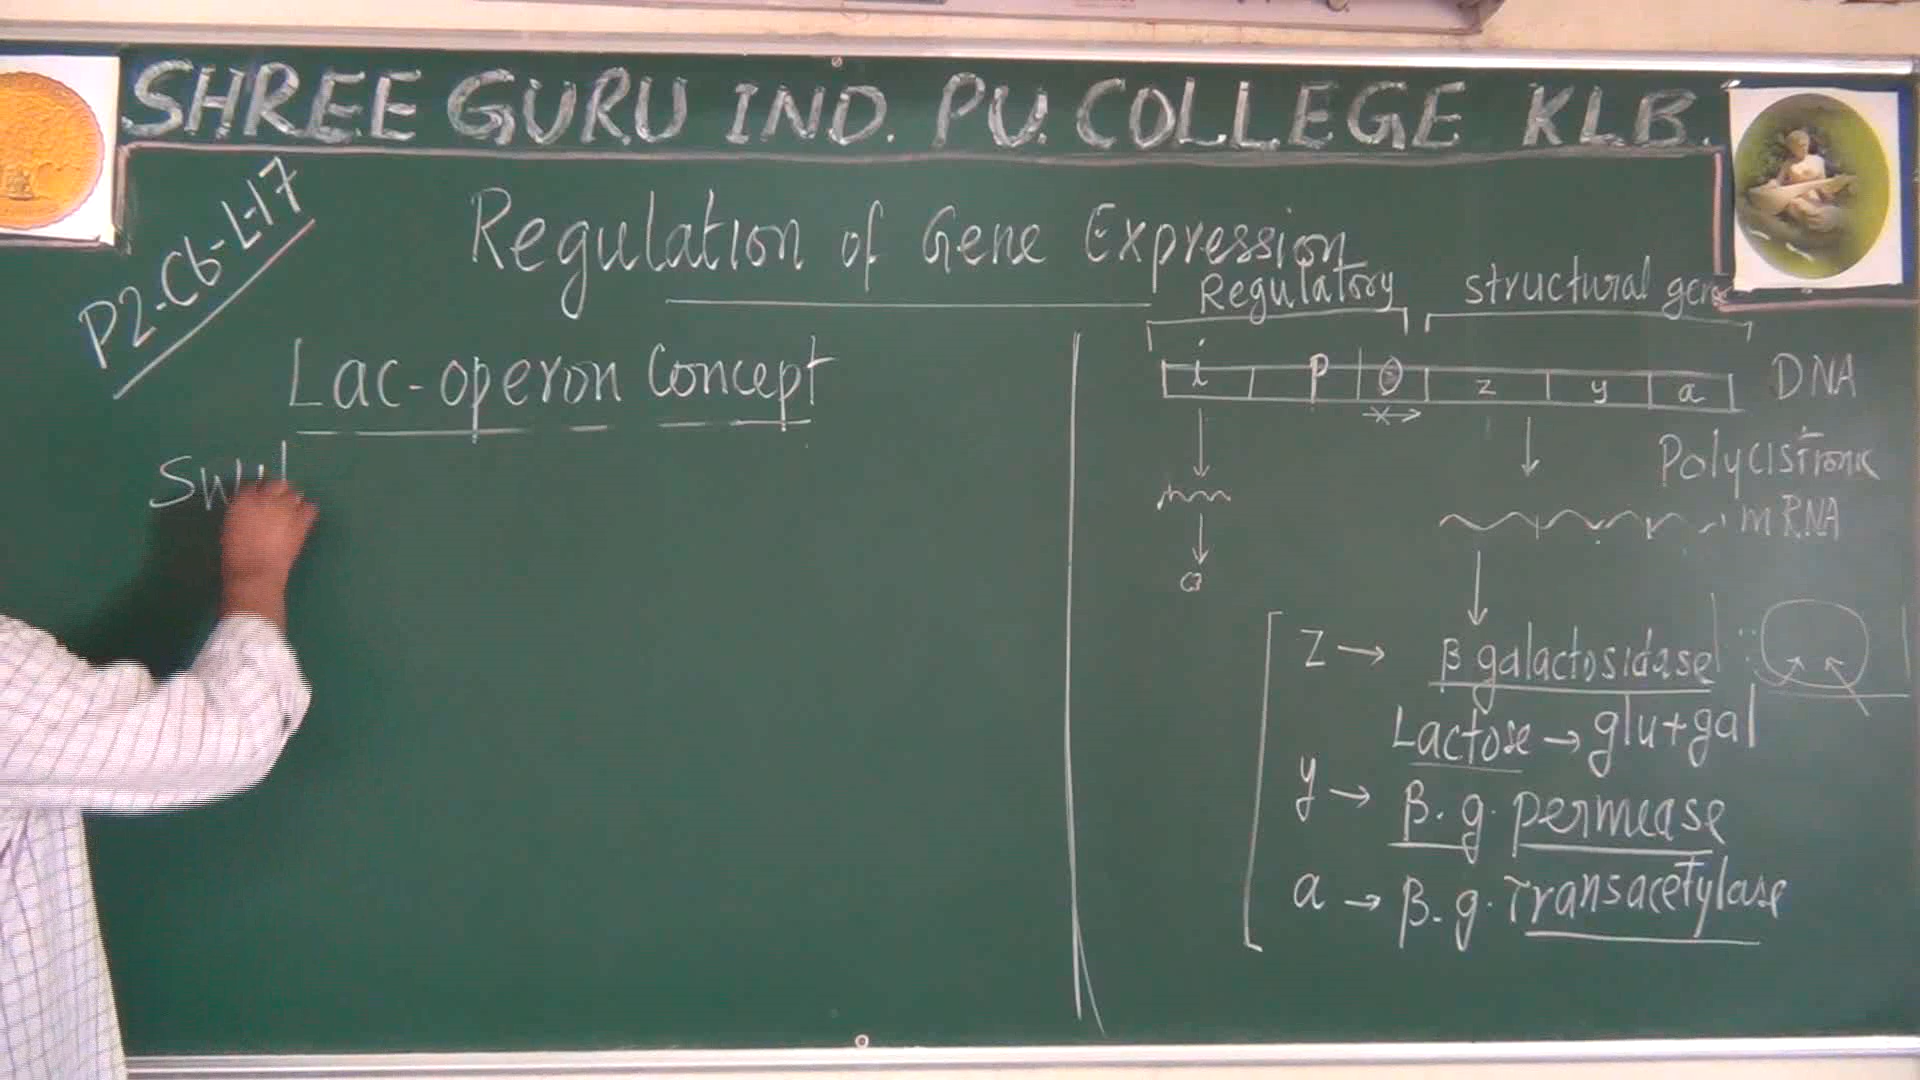 SHREE GURU IND. PU. COLLEGE KLB.
P2-C6-L-17
Regulation of Gene Expression
Lac-operon Concept
Regulatory structural gene
i P O z y a DNA
Polycistronic
mRNA
Z → β galactosidase
Lactose → glu+gal
y → β. g. permease
a → β. g. Transacetylase